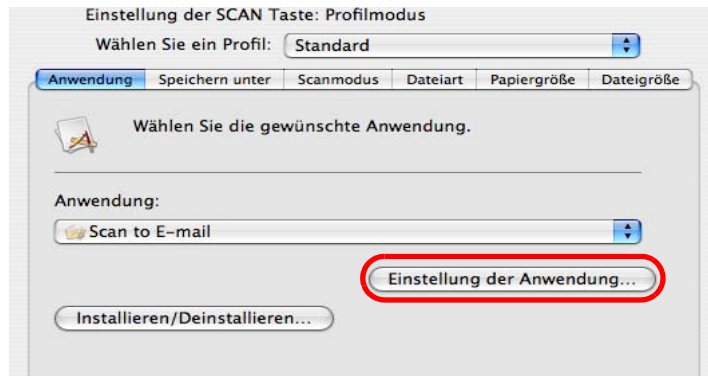 Einstellung der SCAN Taste: Profilmodus
Wählen Sie ein Profil: Standard
Anwendung Speichern unter Scanmodus Dateiart Papiergröße Dateigröße
Wählen Sie die gewünschte Anwendung.
Anwendung:
Scan to E-mail
Einstellung der Anwendung...
Installieren/Deinstallieren...